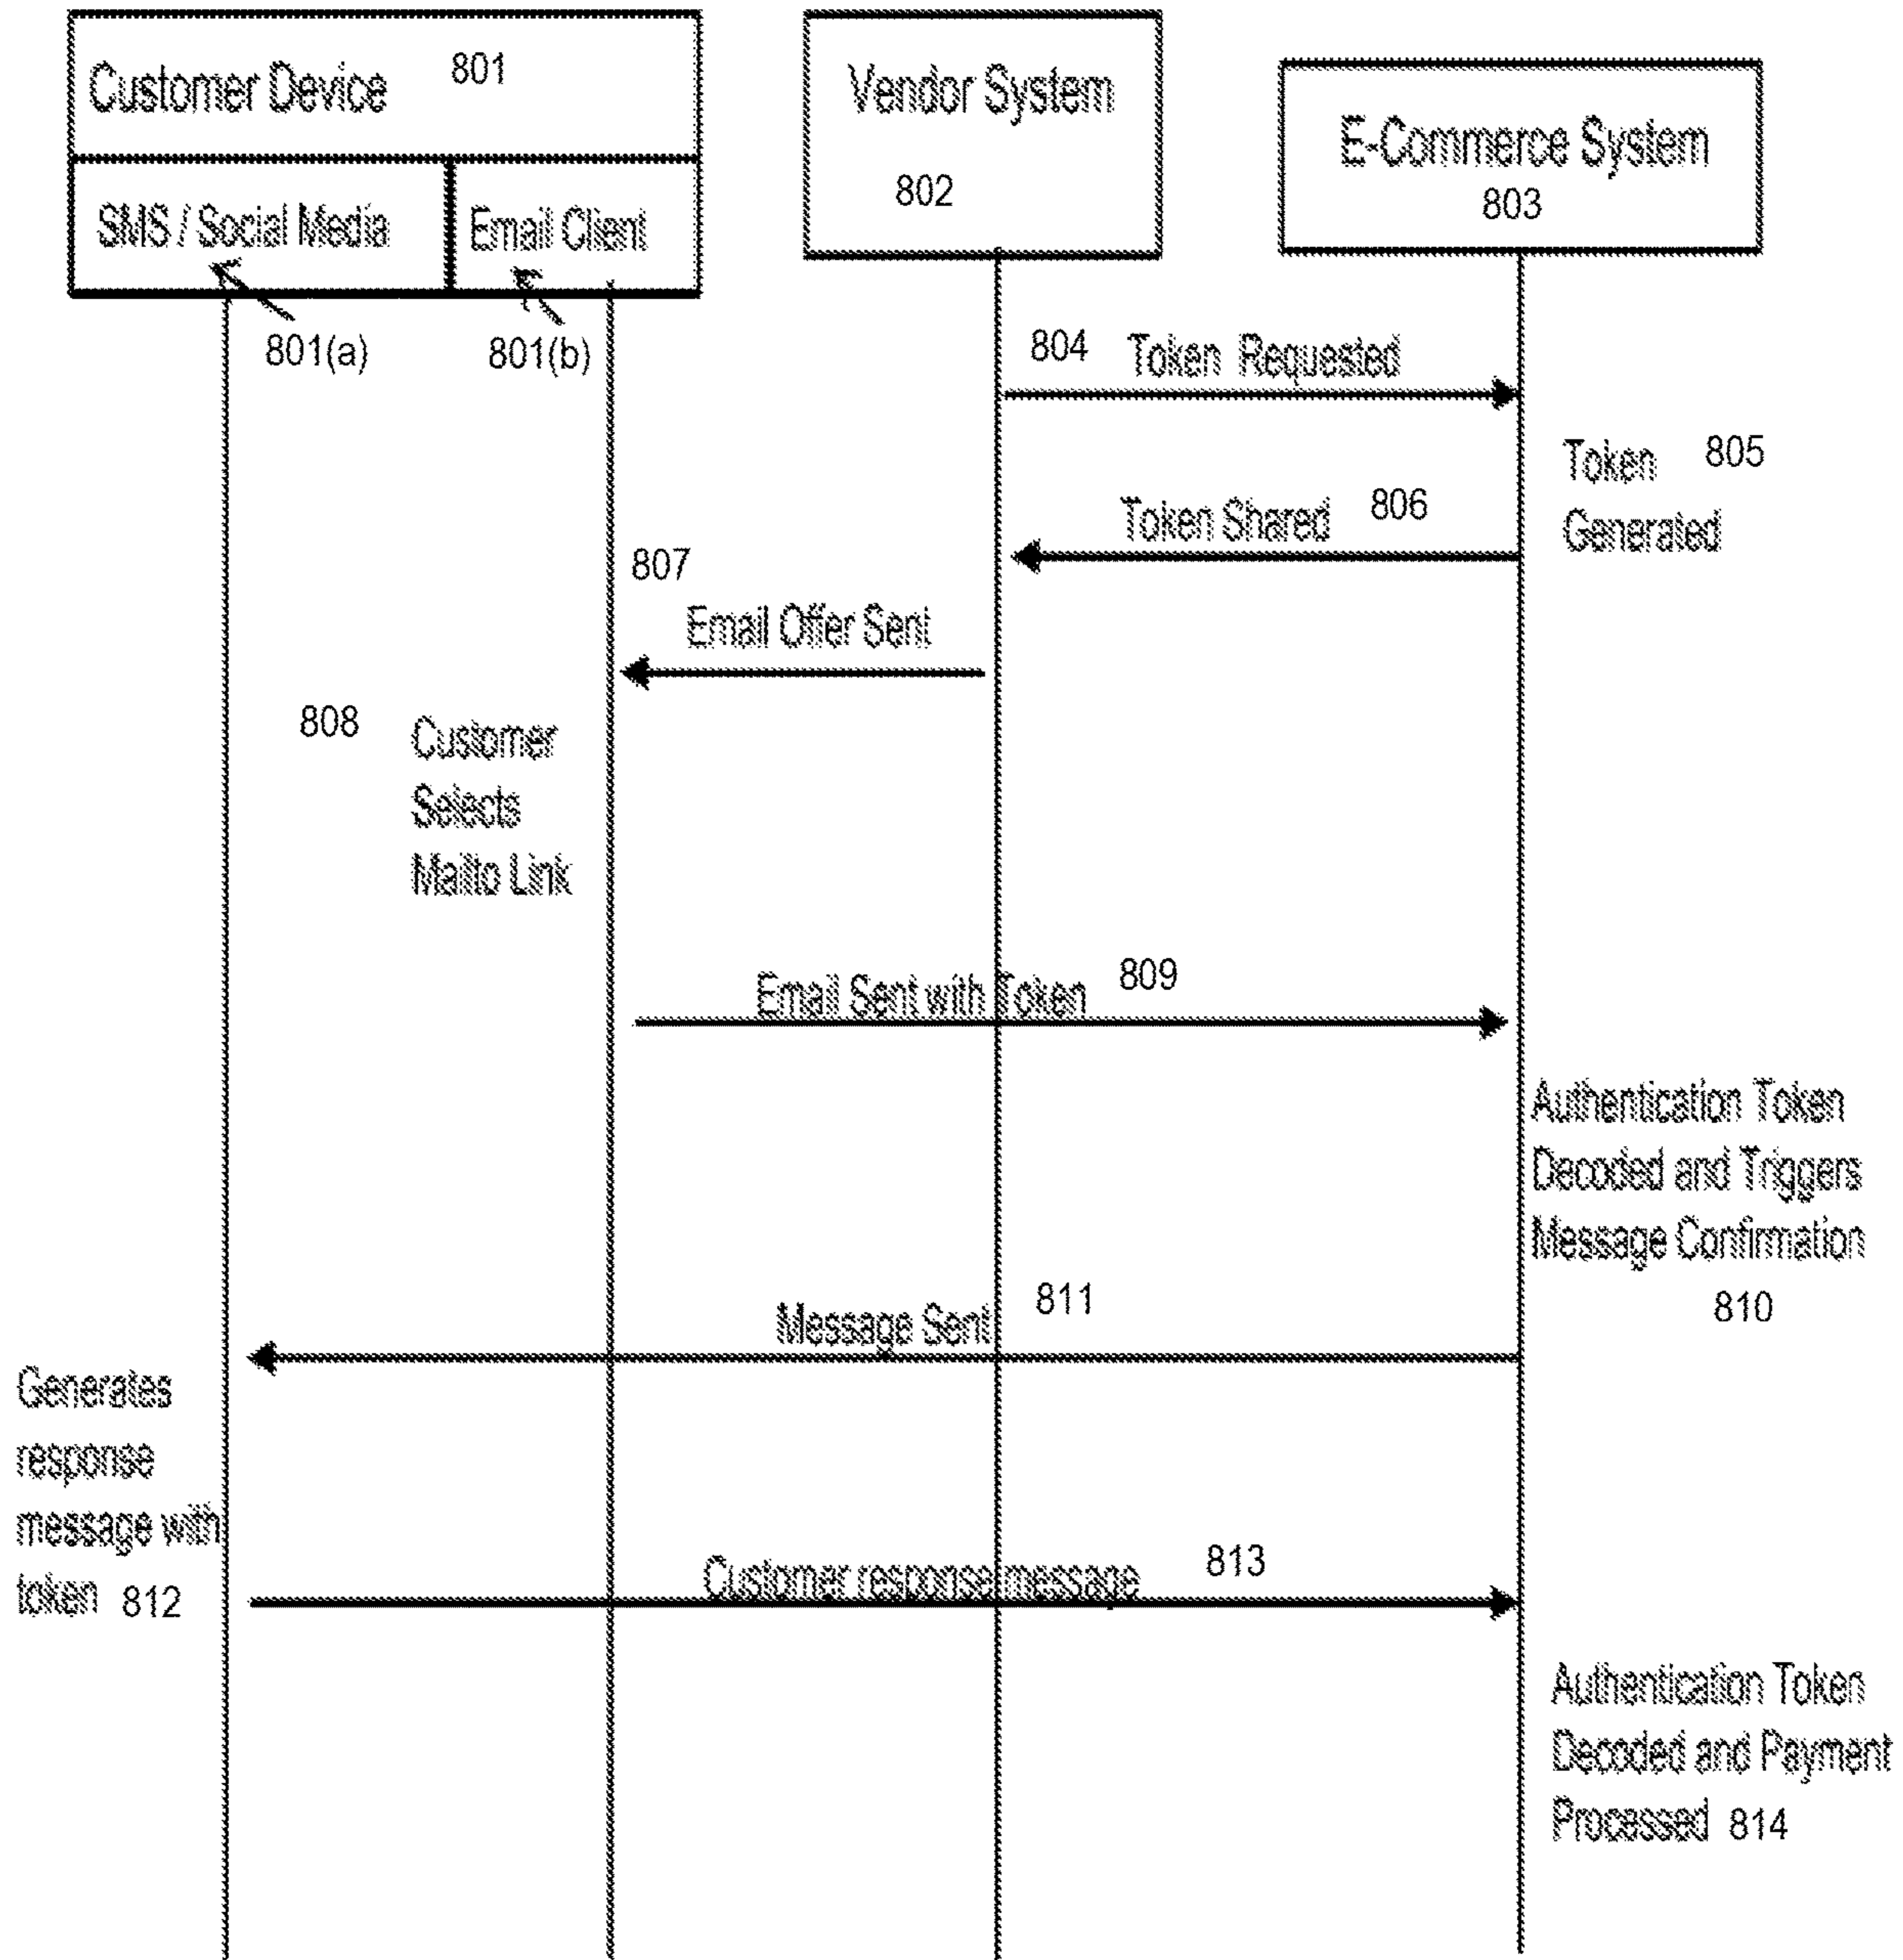 Customer Device 801
SMS / Social Media
Email Client
801(a)
801(b)
Vendor System
802
E-Commerce System
803
804 Token Requested
Token 805
Generated
Token Shared 806
807
Email Offer Sent
808 Customer
Selects
Mailto Link
Email Sent with Token 809
Authentication Token
Decoded and Triggers
Message Confirmation
810
Message Sent 811
Generates
response
message with
token 812
Customer response message 813
Authentication Token
Decoded and Payment
Processed 814